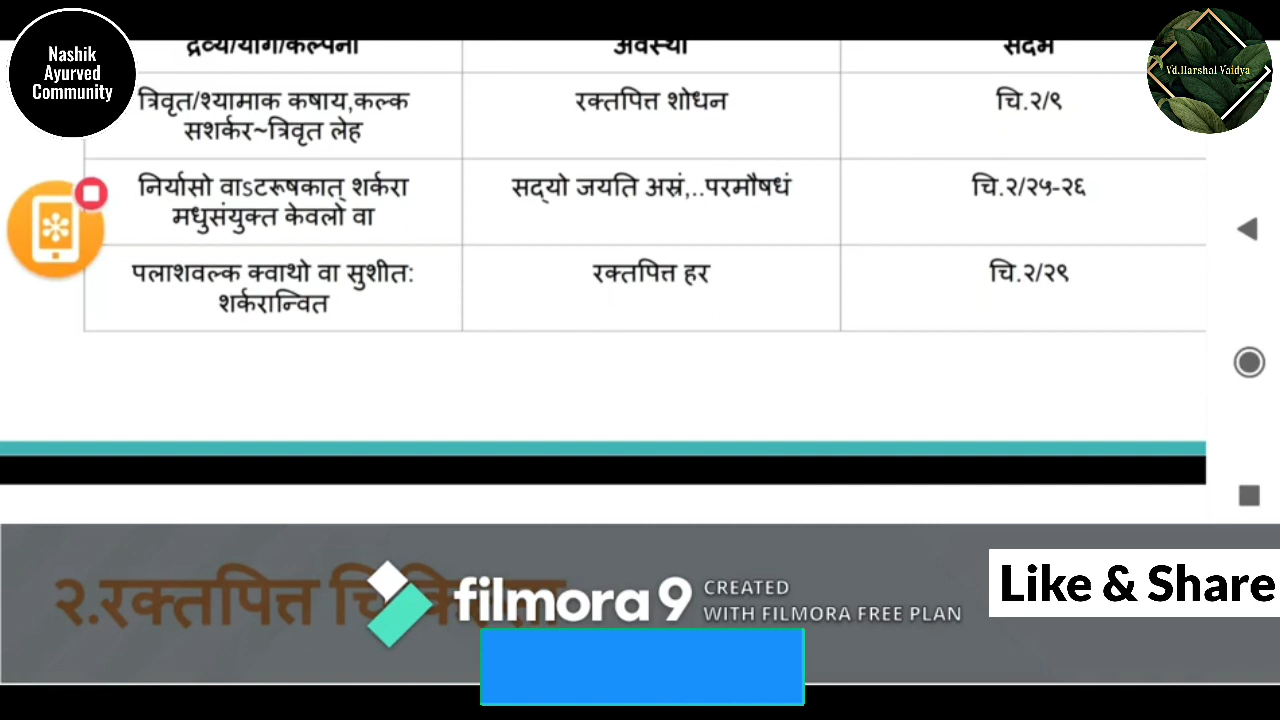 Nashik
Ayurved
Community
Vd.Harshal Vaidya
द्रव्य/योग/कल्पना अवस्था संदर्भ
त्रिवृत/श्यामाक कषाय,कल्क रक्तपित्त शोधन चि.२/९
सशर्कर~त्रिवृत लेह
निर्यासो वाऽटरूषकात् शर्करा सद्यो जयति अस्रं,..परमौषधं चि.२/२५-२६
मधुसंयुक्त केवलो वा
पलाशवल्क क्वाथो वा सुशीत: रक्तपित्त हर चि.२/२९
शर्करान्वित
२.रक्तपित्त
filmora 9 CREATED
WITH FILMORA FREE PLAN
Like & Share